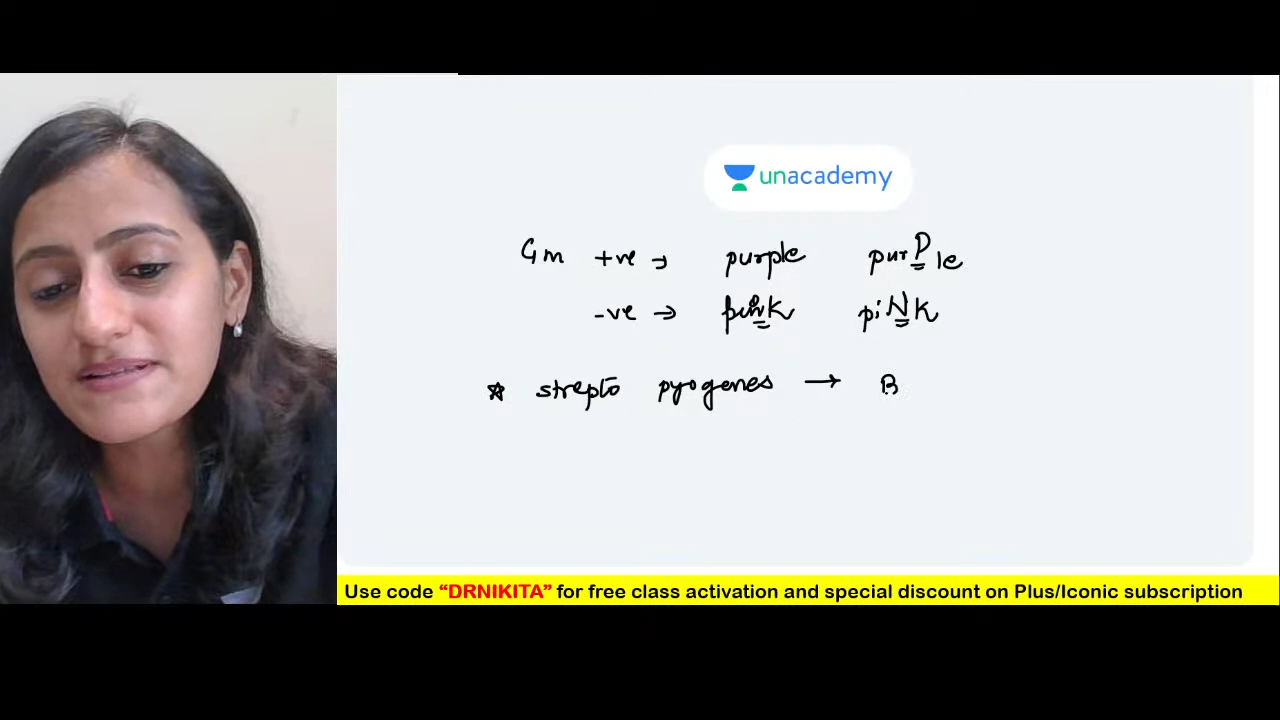 unacademy
Gm +ve → purple purPle
-ve → pink piNK
* strepto pyogenes → B
Use code “DRNIKITA” for free class activation and special discount on Plus/Iconic subscription